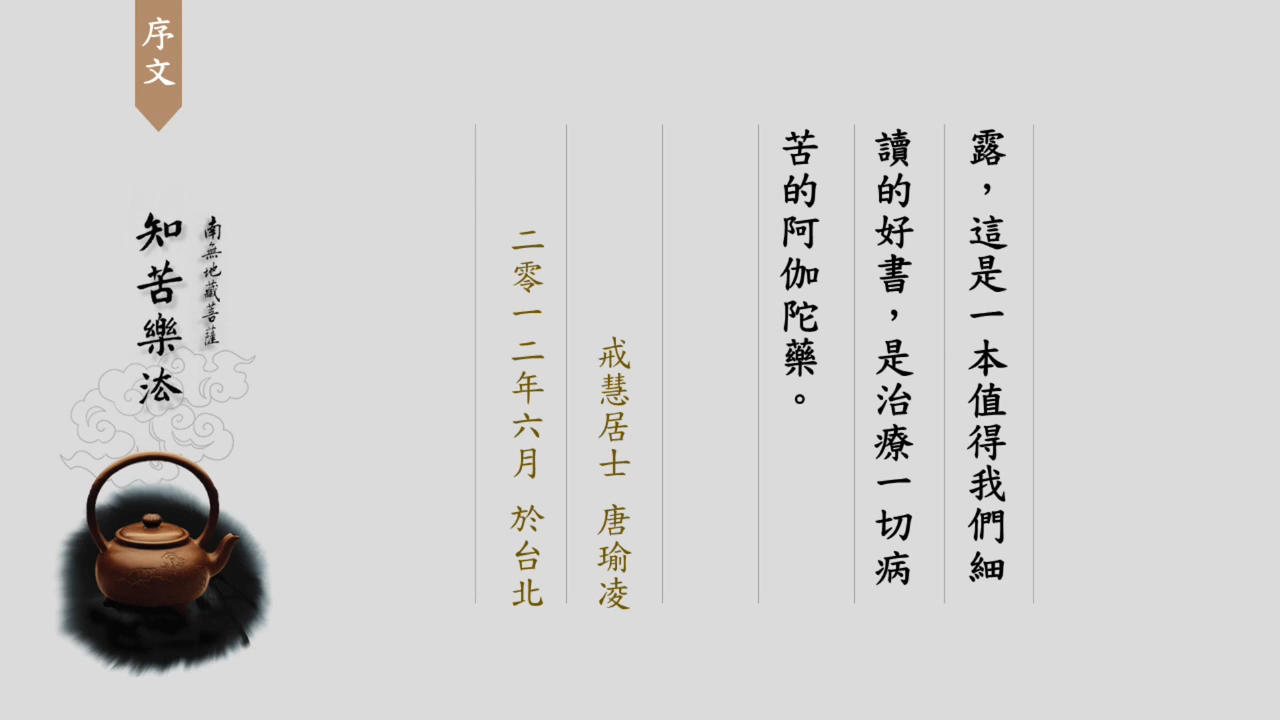 露，這是一本值得我們細
讀的好書，是治療一切病
苦的阿伽陀藥。
戒慧居士 唐瑜凌
二零一二年六月 於台北
序文
南無地藏菩薩
知苦樂法